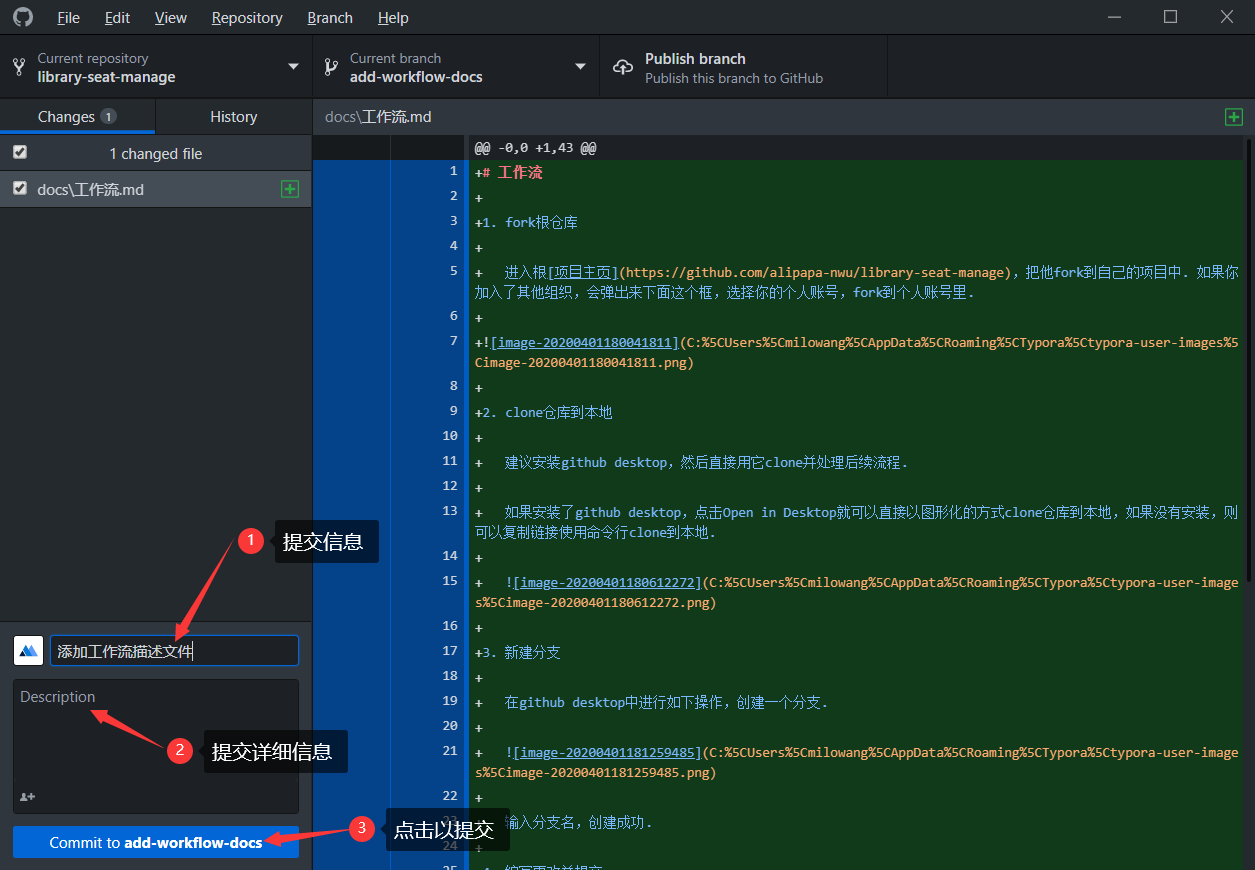 File Edit View Repository Branch Help
Current repository
library-seat-manage
Current branch
add-workflow-docs
Publish branch
Publish this branch to GitHub
Changes 1
History
docs\工作流.md
1 changed file
docs\工作流.md
@@ -0,0 +1,43 @@
1 +# 工作流
2 +
3 +1. fork根仓库
4 +
5 + 进入根[项目主页](https://github.com/alipapa-nwu/library-seat-manage)，把他fork到自己的项目中. 如果你
加入了其他组织，会弹出来下面这个框，选择你的个人账号，fork到个人账号里.
6 +
7 +![image-20200401180041811](C:%5CUsers%5Cmilowang%5CAppData%5CRoaming%5CTypora%5Ctypora-user-images%5
Cimage-20200401180041811.png)
8 +
9 +2. clone仓库到本地
10 +
11 + 建议安装github desktop，然后直接用它clone并处理后续流程.
12 +
13 + 如果安装了github desktop，点击Open in Desktop就可以直接以图形化的方式clone仓库到本地，如果没有安装，则
可以复制链接使用命令行clone到本地.
14 +
15 + ![image-20200401180612272](C:%5CUsers%5Cmilowang%5CAppData%5CRoaming%5CTypora%5Ctypora-user-image
s%5Cimage-20200401180612272.png)
16 +
17 +3. 新建分支
18 +
19 + 在github desktop中进行如下操作，创建一个分支.
20 +
21 + ![image-20200401181259485](C:%5CUsers%5Cmilowang%5CAppData%5CRoaming%5CTypora%5Ctypora-user-image
s%5Cimage-20200401181259485.png)
22 +
23 输入分支名，创建成功.
24 +
25
1 提交信息
添加工作流描述文件
Description
2 提交详细信息
3 点击以提交
Commit to add-workflow-docs